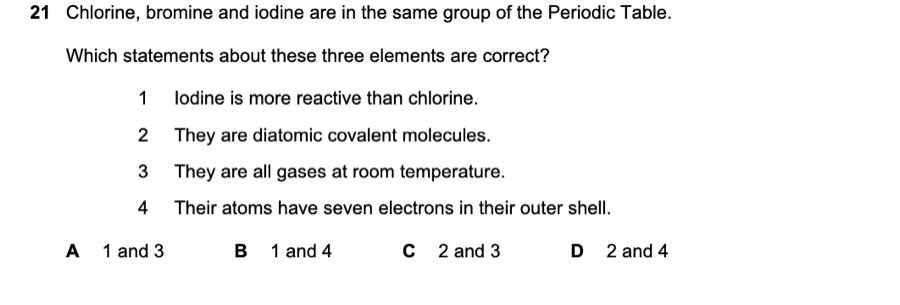 21 Chlorine, bromine and iodine are in the same group of the Periodic Table.
Which statements about these three elements are correct?
1 Iodine is more reactive than chlorine.
2 They are diatomic covalent molecules.
3 They are all gases at room temperature.
4 Their atoms have seven electrons in their outer shell.
A 1 and 3 B 1 and 4 C 2 and 3 D 2 and 4